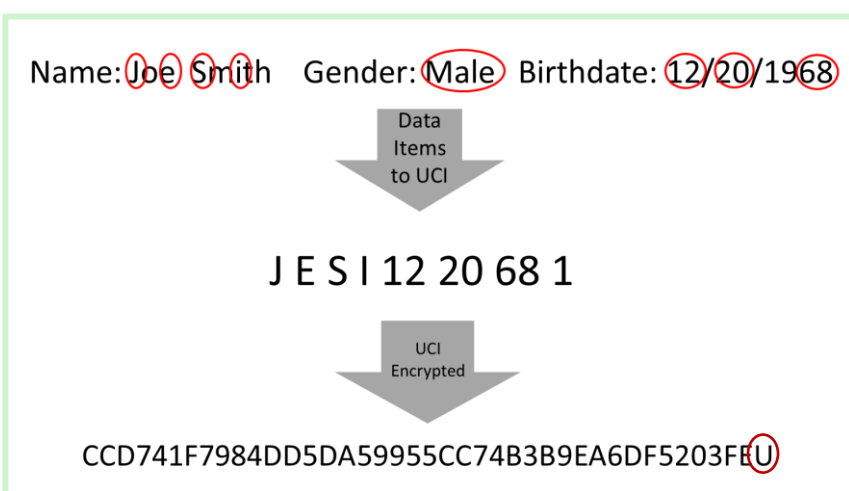 Name: Joe Smith Gender: Male Birthdate: 12/20/1968
Data
Items
to UCI
J E S I 12 20 68 1
UCI
Encrypted
CCD741F7984DD5DA59955CC74B3B9EA6DF5203FEU